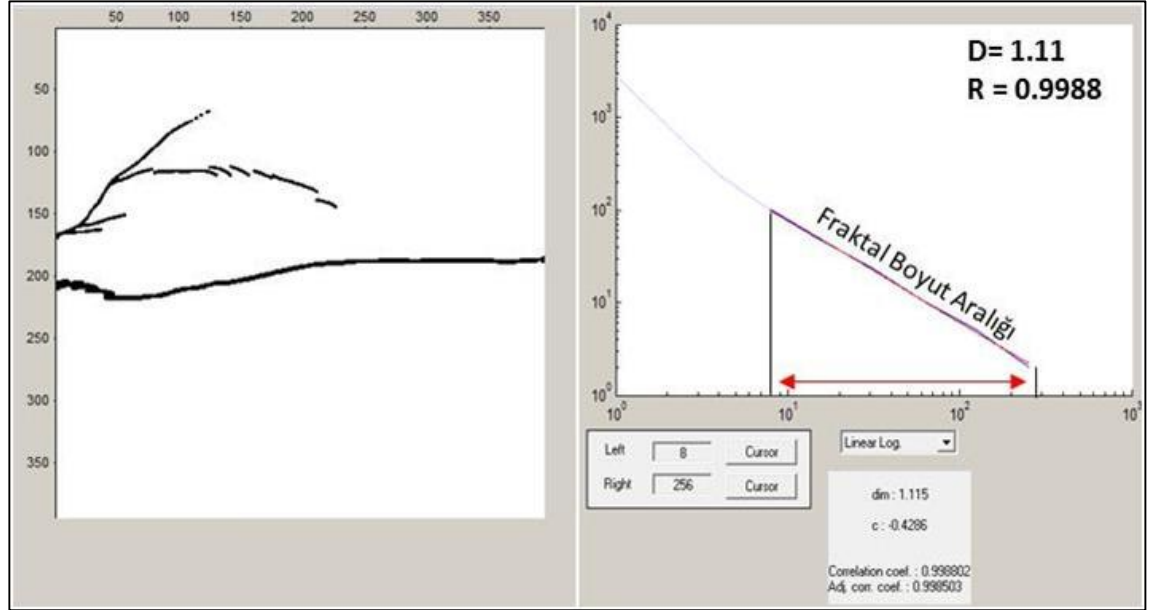 50 100 150 200 250 300 350
50
100
150
200
250
300
350
D= 1.11
R = 0.9988
10^4
10^3
10^2
10^1
10^0
Fraktal Boyut Aralığı
10^0 10^1 10^2 10^3
Left 8 Cursor
Right 256 Cursor
Linear Log.
dim : 1.115
c : -0.4286
Correlation coef. : 0.998802
Adj. corr. coef. : 0.998503